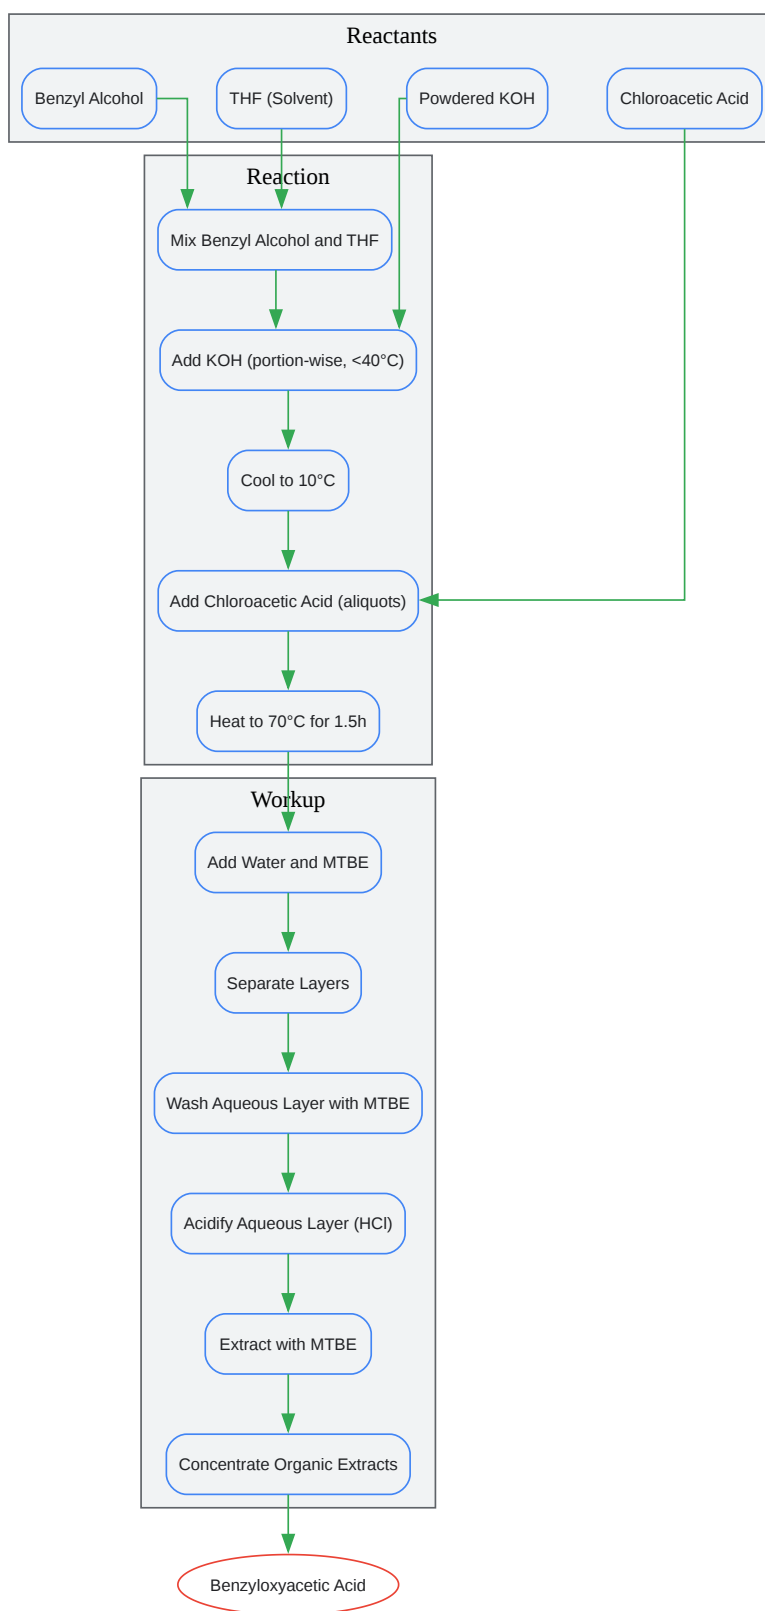 Reactants
Benzyl Alcohol
THF (Solvent)
Powdered KOH
Chloroacetic Acid
Reaction
Mix Benzyl Alcohol and THF
Add KOH (portion-wise, <40°C)
Cool to 10°C
Add Chloroacetic Acid (aliquots)
Heat to 70°C for 1.5h
Workup
Add Water and MTBE
Separate Layers
Wash Aqueous Layer with MTBE
Acidify Aqueous Layer (HCl)
Extract with MTBE
Concentrate Organic Extracts
Benzyloxyacetic Acid